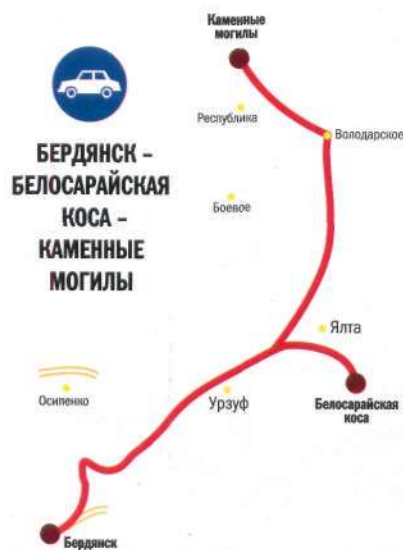 Каменные
могилы
Республика
Володарское
БЕРДЯНСК –
БЕЛОСАРАЙСКАЯ
КОСА –
КАМЕННЫЕ
МОГИЛЫ
Боевое
Ялта
Осипенко
Урзуф
Белосарайская
коса
Бердянск